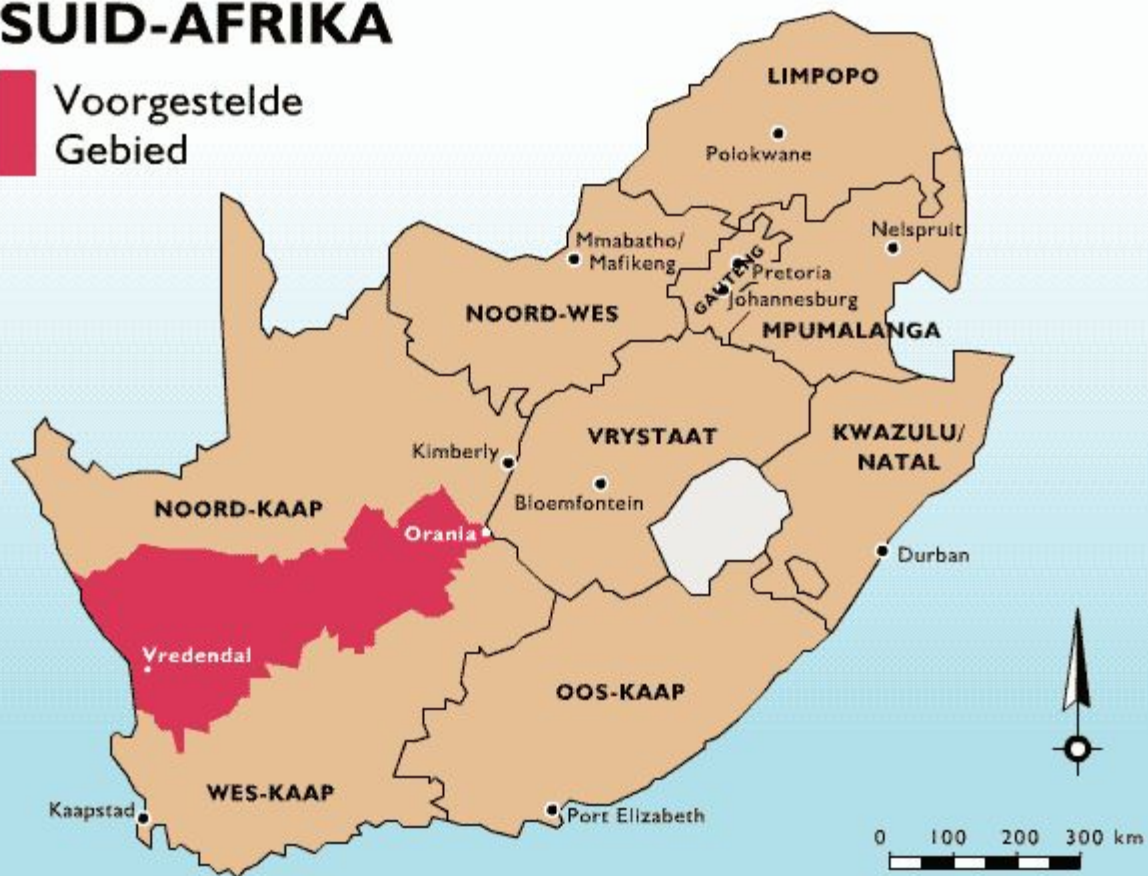 SUID-AFRIKA
Voorgestelde
Gebied
LIMPOPO
Polokwane
Nelspruit
Mmabatho/
Mafikeng
GAUTENG
Pretoria
Johannesburg
NOORD-WES
MPUMALANGA
Kimberly
VRYSTAAT
KWAZULU/
NATAL
Bloemfontein
NOORD-KAAP
Orania
Durban
Vredendal
OOS-KAAP
WES-KAAP
Kaapstad
Port Elizabeth
0 100 200 300 km